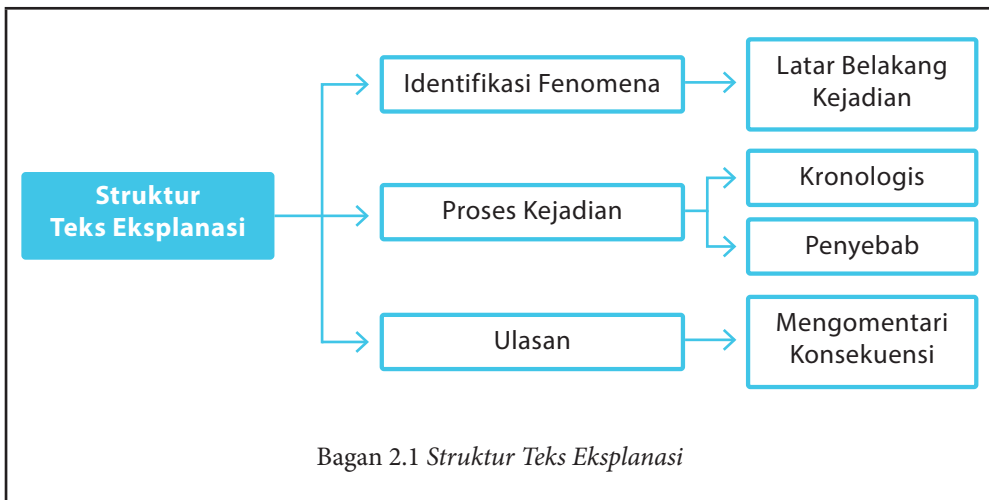 Struktur
Teks Eksplanasi
Identifikasi Fenomena
Latar Belakang
Kejadian
Proses Kejadian
Kronologis
Penyebab
Ulasan
Mengomentari
Konsekuensi
Bagan 2.1 Struktur Teks Eksplanasi